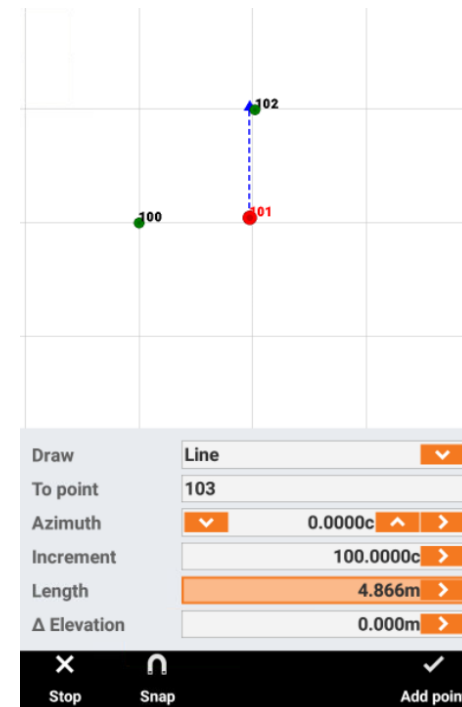 102
100
101
Draw Line
To point 103
Azimuth 0.0000c
Increment 100.0000c
Length 4.866m
Δ Elevation 0.000m
Stop Snap Add poin